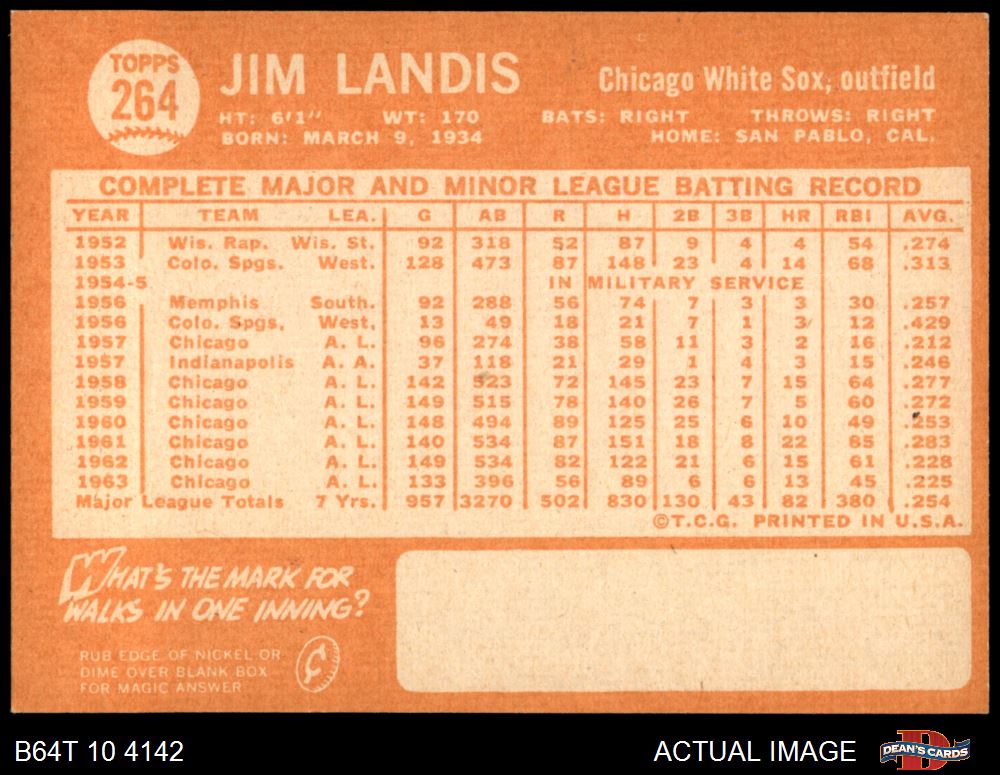 TOPPS
264
JIM LANDIS
Chicago White Sox, outfield
HT: 6'1" WT: 170 BATS: RIGHT THROWS: RIGHT
BORN: MARCH 9, 1934 HOME: SAN PABLO, CAL.
COMPLETE MAJOR AND MINOR LEAGUE BATTING RECORD
YEAR TEAM LEA. G AB R H 2B 3B HR RBI AVG.
1952 Wis. Rap. Wis. St. 92 318 52 87 9 4 4 54 .274
1953 Colo. Spgs. West. 128 473 87 148 23 4 14 68 .313
1954-5 IN MILITARY SERVICE
1956 Memphis South. 92 288 56 74 7 3 3 30 .257
1956 Colo. Spgs. West. 13 49 18 21 7 1 3 12 .429
1957 Chicago A. L. 96 274 38 58 11 3 2 16 .212
1957 Indianapolis A. A. 37 118 21 29 1 4 3 15 .246
1958 Chicago A. L. 142 523 72 145 23 7 15 64 .277
1959 Chicago A. L. 149 515 78 140 26 7 5 60 .272
1960 Chicago A. L. 148 494 89 125 25 6 10 49 .253
1961 Chicago A. L. 140 534 87 151 18 8 22 85 .283
1962 Chicago A. L. 149 534 82 122 21 6 15 61 .228
1963 Chicago A. L. 133 396 56 89 6 6 13 45 .225
Major League Totals 7 Yrs. 957 3270 502 830 130 43 82 380 .254
©T.C.G. PRINTED IN U.S.A.
WHAT'S THE MARK FOR
WALKS IN ONE INNING?
RUB EDGE OF NICKEL OR
DIME OVER BLANK BOX
FOR MAGIC ANSWER
¢
B64T 10 4142
ACTUAL IMAGE
D
DEAN'S CARDS